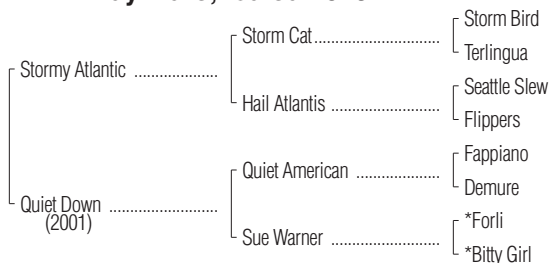 Storm Bird
Storm Cat
Terlingua
Stormy Atlantic
Seattle Slew
Hail Atlantis
Flippers
Fappiano
Quiet American
Demure
Quiet Down
(2001)
*Forli
Sue Warner
*Bitty Girl